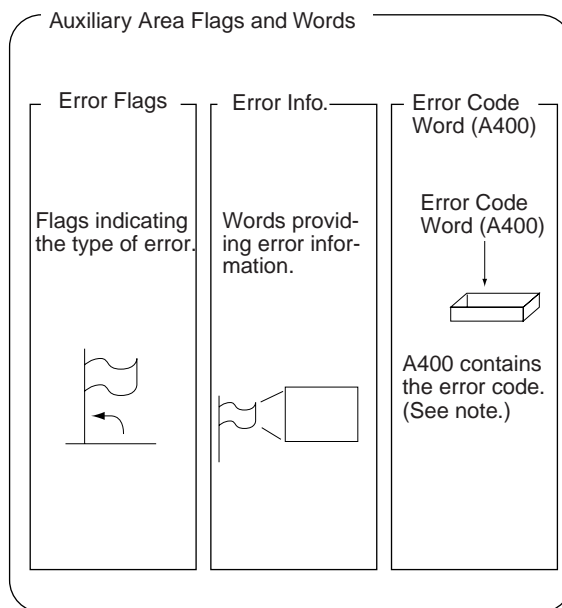 Auxiliary Area Flags and Words
Error Flags
Flags indicating
the type of error.
Error Info.
Words provid-
ing error infor-
mation.
Error Code
Word (A400)
Error Code
Word (A400)
A400 contains
the error code.
(See note.)